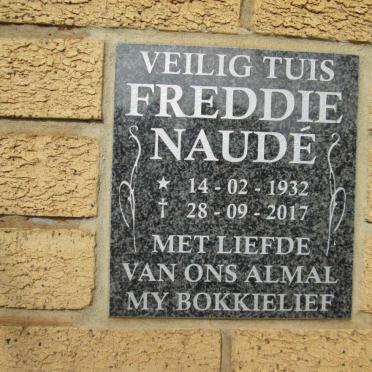 VEILIG TUIS
FREDDIE
NAUDÉ
★ 14 - 02 - 1932
† 28 - 09 - 2017
MET LIEFDE
VAN ONS ALMAL
MY BOKKIELIEF